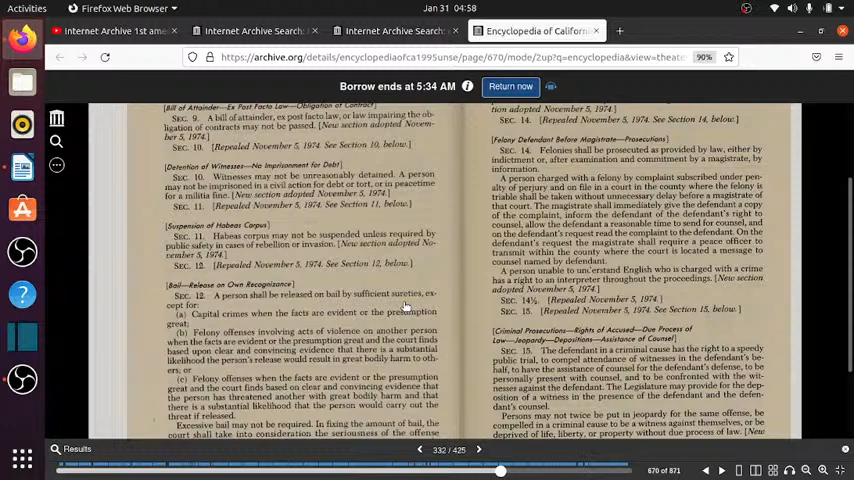 Activities
Firefox Web Browser
Jan 31 04:58
Internet Archive 1st amen
Internet Archive Search:
Internet Archive Search:
Encyclopedia of Californi
https://archive.org/details/encyclopediaofca1995unse/page/670/mode/2up?q=encyclopedia&view=theate
90%
Borrow ends at 5:34 AM
Return now
[Bill of Attainder—Ex Post Facto Law—Obligation of Contract]
SEC. 9. A bill of attainder, ex post facto law, or law impairing the ob-
ligation of contracts may not be passed. [New section adopted Novem-
ber 5, 1974.]
SEC. 10. [Repealed November 5, 1974. See Section 10, below.]
[Detention of Witnesses—No Imprisonment for Debt]
SEC. 10. Witnesses may not be unreasonably detained. A person
may not be imprisoned in a civil action for debt or tort, or in peacetime
for a militia fine. [New section adopted November 5, 1974.]
SEC. 11. [Repealed November 5, 1974. See Section 11, below.]
[Suspension of Habeas Corpus]
SEC. 11. Habeas corpus may not be suspended unless required by
public safety in cases of rebellion or invasion. [New section adopted No-
vember 5, 1974.]
SEC. 12. [Repealed November 5, 1974. See Section 12, below.]
[Bail—Release on Own Recognizance]
SEC. 12. A person shall be released on bail by sufficient sureties, ex-
cept for:
(a) Capital crimes when the facts are evident or the presumption
great;
(b) Felony offenses involving acts of violence on another person
when the facts are evident or the presumption great and the court finds
based upon clear and convincing evidence that there is a substantial
likelihood the person's release would result in great bodily harm to oth-
ers; or
(c) Felony offenses when the facts are evident or the presumption
great and the court finds based on clear and convincing evidence that
the person has threatened another with great bodily harm and that
there is a substantial likelihood that the person would carry out the
threat if released.
Excessive bail may not be required. In fixing the amount of bail, the
court shall take into consideration the seriousness of the offense
tion adopted November 5, 1974.]
SEC. 14. [Repealed November 5, 1974. See Section 14, below.]
[Felony Defendant Before Magistrate—Prosecutions]
SEC. 14. Felonies shall be prosecuted as provided by law, either by
indictment or, after examination and commitment by a magistrate, by
information.
A person charged with a felony by complaint subscribed under pen-
alty of perjury and on file in a court in the county where the felony is
triable shall be taken without unnecessary delay before a magistrate of
that court. The magistrate shall immediately give the defendant a copy
of the complaint, inform the defendant of the defendant's right to
counsel, allow the defendant a reasonable time to send for counsel, and
on the defendant's request read the complaint to the defendant. On the
defendant's request the magistrate shall require a peace officer to
transmit within the county where the court is located a message to
counsel named by defendant.
A person unable to understand English who is charged with a crime
has a right to an interpreter throughout the proceedings. [New section
adopted November 5, 1974.]
SEC. 14½. [Repealed November 5, 1974.]
SEC. 15. [Repealed November 5, 1974. See Section 15, below.]
[Criminal Prosecutions—Rights of Accused—Due Process of
Law—Jeopardy—Depositions—Assistance of Counsel]
SEC. 15. The defendant in a criminal cause has the right to a speedy
public trial, to compel attendance of witnesses in the defendant's be-
half, to have the assistance of counsel for the defendant's defense, to be
personally present with counsel, and to be confronted with the wit-
nesses against the defendant. The Legislature may provide for the dep-
osition of a witness in the presence of the defendant and the defen-
dant's counsel.
Persons may not twice be put in jeopardy for the same offense, be
compelled in a criminal cause to be a witness against themselves, or be
deprived of life, liberty, or property without due process of law. [New
Results
332 / 425
670 of 871